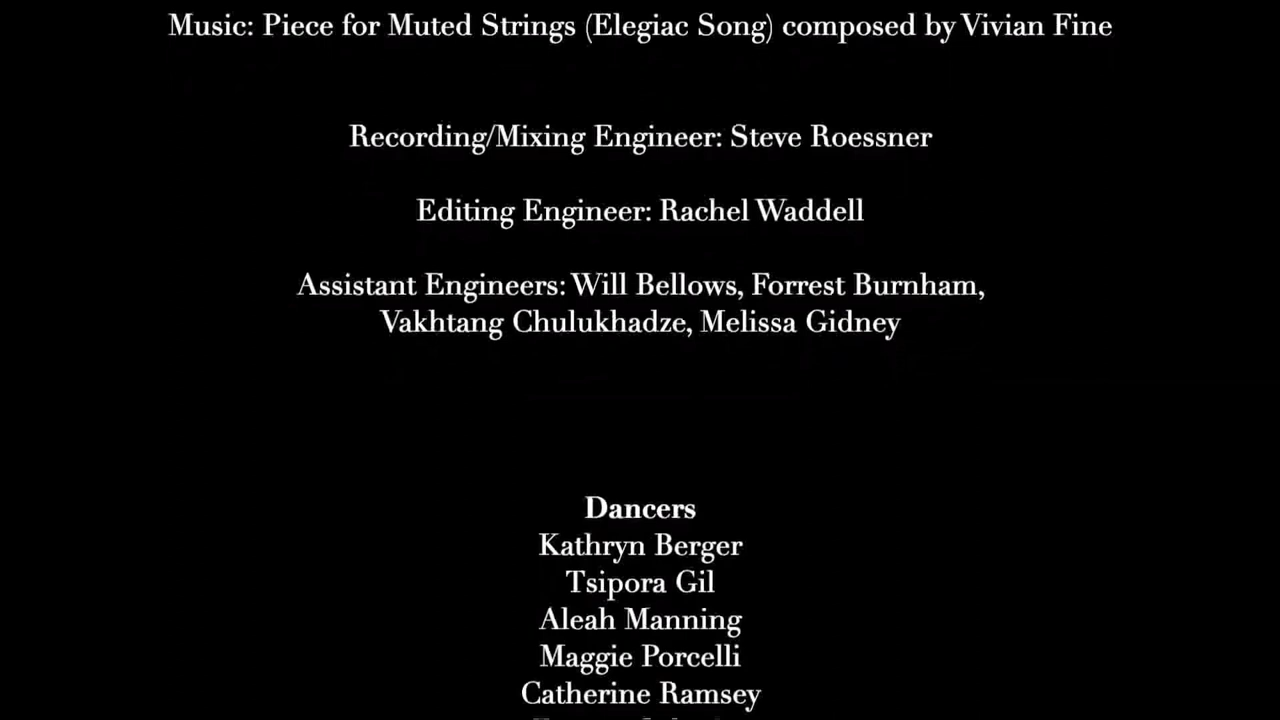 Music: Piece for Muted Strings (Elegiac Song) composed by Vivian Fine
Recording/Mixing Engineer: Steve Roessner
Editing Engineer: Rachel Waddell
Assistant Engineers: Will Bellows, Forrest Burnham,
Vakhtang Chulukhadze, Melissa Gidney
Dancers
Kathryn Berger
Tsipora Gil
Aleah Manning
Maggie Porcelli
Catherine Ramsey